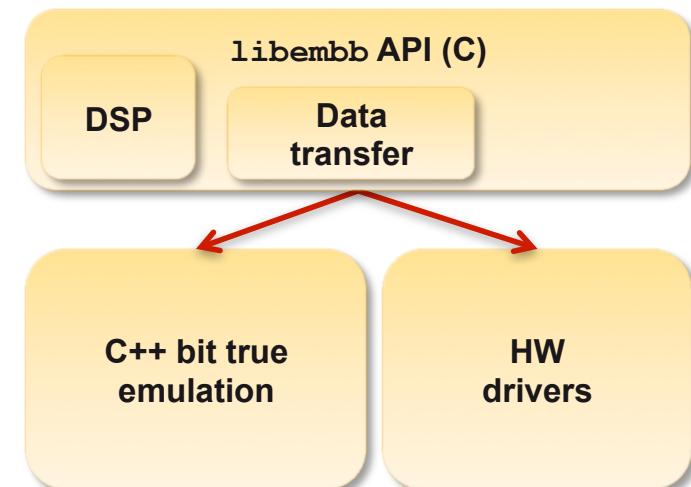 libembb API (C)
DSP
Data
transfer
C++ bit true
emulation
HW
drivers